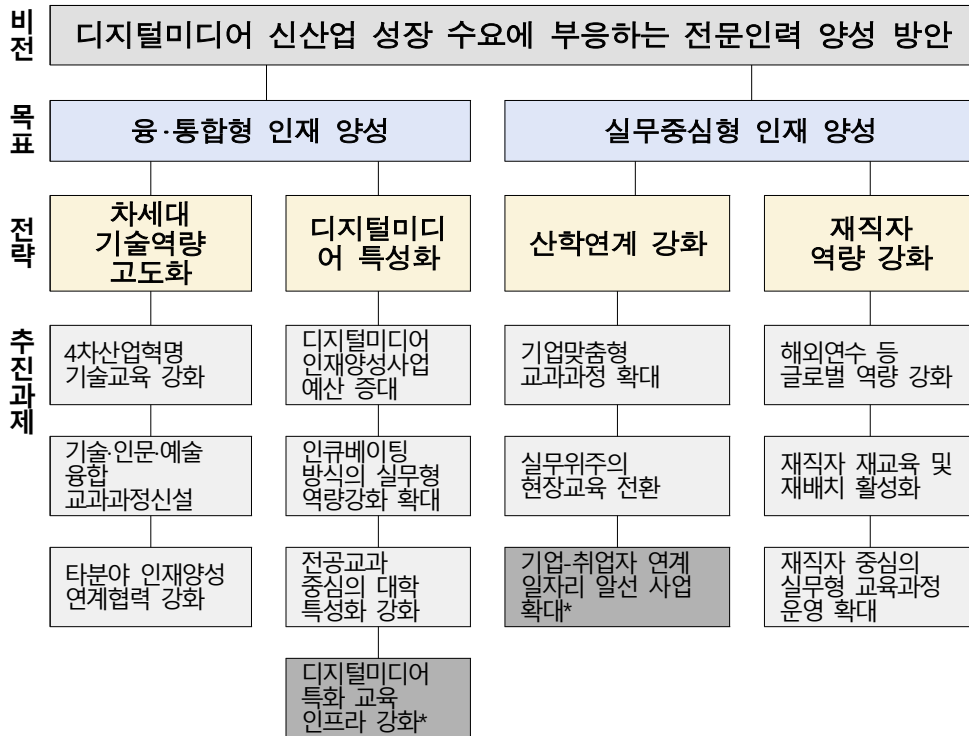 비전
디지털미디어 신산업 성장 수요에 부응하는 전문인력 양성 방안
목표
융·통합형 인재 양성
실무중심형 인재 양성
전략
차세대
기술역량
고도화
디지털미디
어 특성화
산학연계 강화
재직자
역량 강화
추진과제
4차산업혁명
기술교육 강화
디지털미디어
인재양성사업
예산 증대
기업맞춤형
교과과정 확대
해외연수 등
글로벌 역량 강화
기술·인문·예술
융합
교과과정신설
인큐베이팅
방식의 실무형
역량강화 확대
실무위주의
현장교육 전환
재직자 재교육 및
재배치 활성화
타분야 인재양성
연계협력 강화
전공교과
중심의 대학
특성화 강화
기업-취업자 연계
일자리 알선 사업
확대*
재직자 중심의
실무형 교육과정
운영 확대
디지털미디어
특화 교육
인프라 강화*